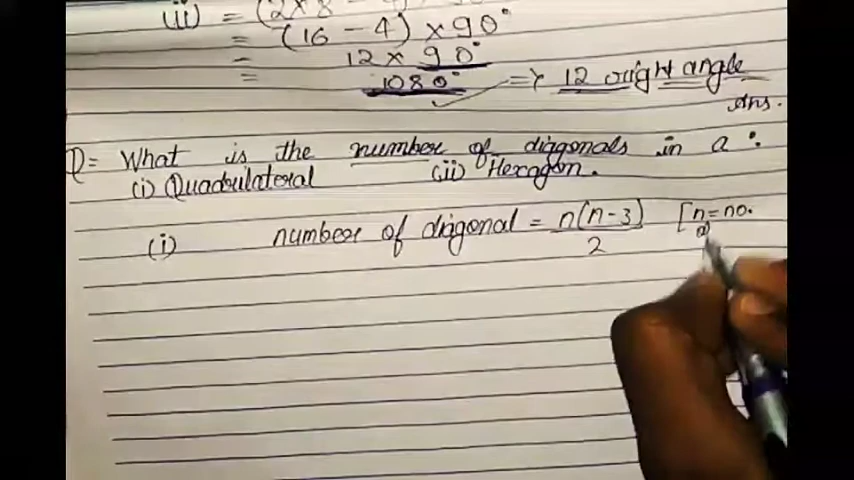 (ii) = (2×8 -
= (16 - 4) × 90°
- 12 × 90°
= 1080° => 12 right angle
Ans.
Q= What is the number of diagonals in a :
(i) Quadrilateral (ii) Hexagon.
(i) number of diagonal = n(n-3)/2 [n = no.